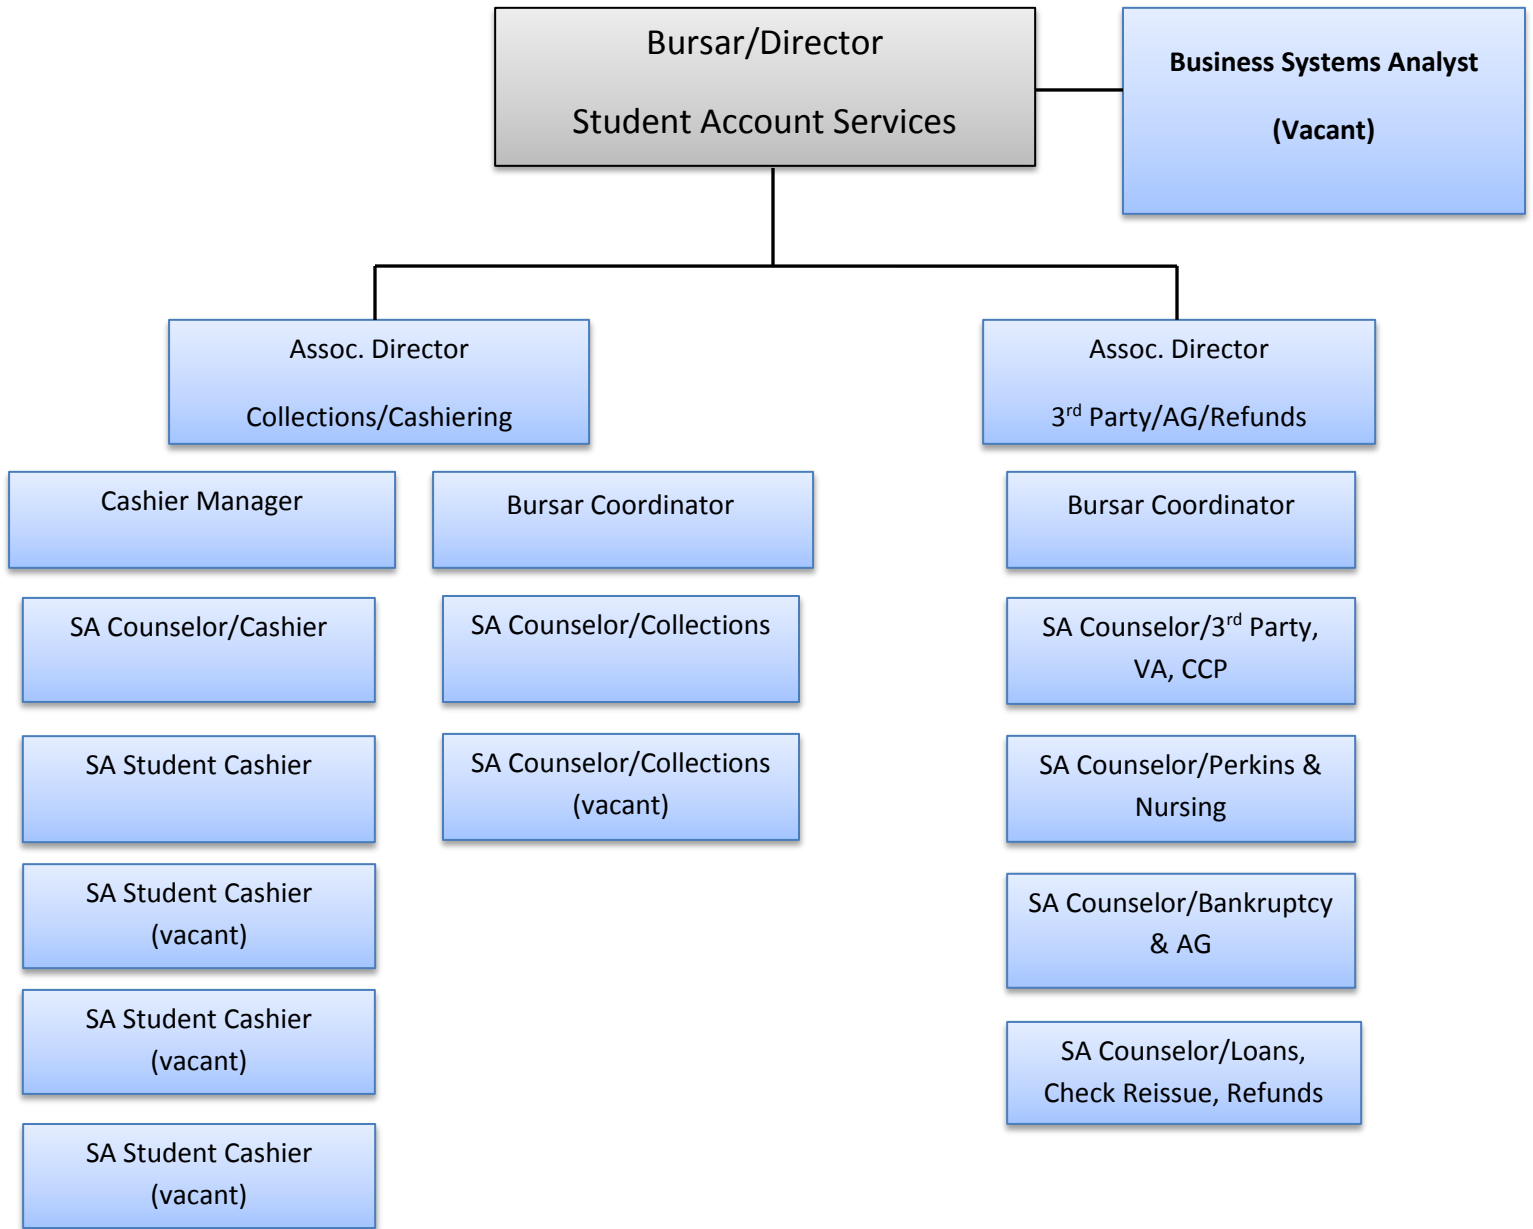 Bursar/Director
Student Account Services
Business Systems Analyst
(Vacant)
Assoc. Director
Collections/Cashiering
Assoc. Director
3rd Party/AG/Refunds
Cashier Manager
SA Counselor/Cashier
SA Student Cashier
SA Student Cashier
(vacant)
SA Student Cashier
(vacant)
SA Student Cashier
(vacant)
Bursar Coordinator
SA Counselor/Collections
SA Counselor/Collections
(vacant)
Bursar Coordinator
SA Counselor/3rd Party,
VA, CCP
SA Counselor/Perkins &
Nursing
SA Counselor/Bankruptcy
& AG
SA Counselor/Loans,
Check Reissue, Refunds